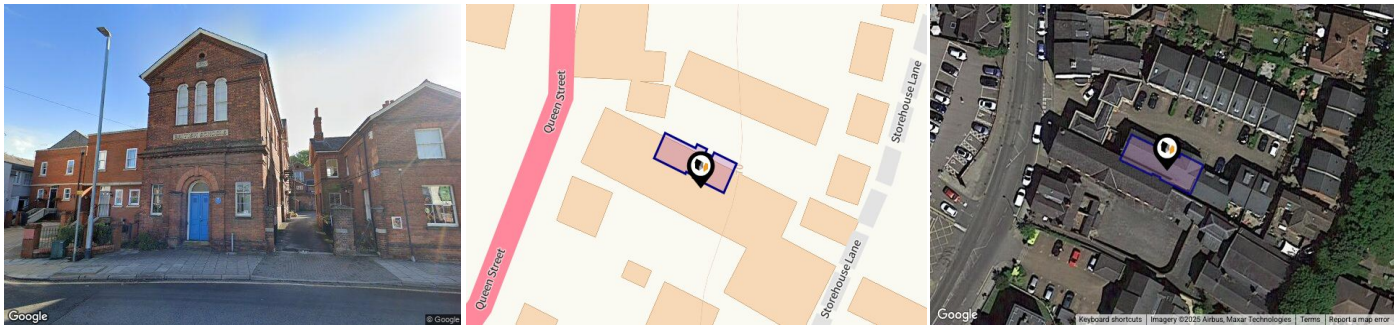 Google
© Google
Queen Street
Queen Street
Storehouse Lane
Storehouse Lane
Google
Keyboard shortcuts
Imagery ©2025 Airbus, Maxar Technologies
Terms
Report a map error